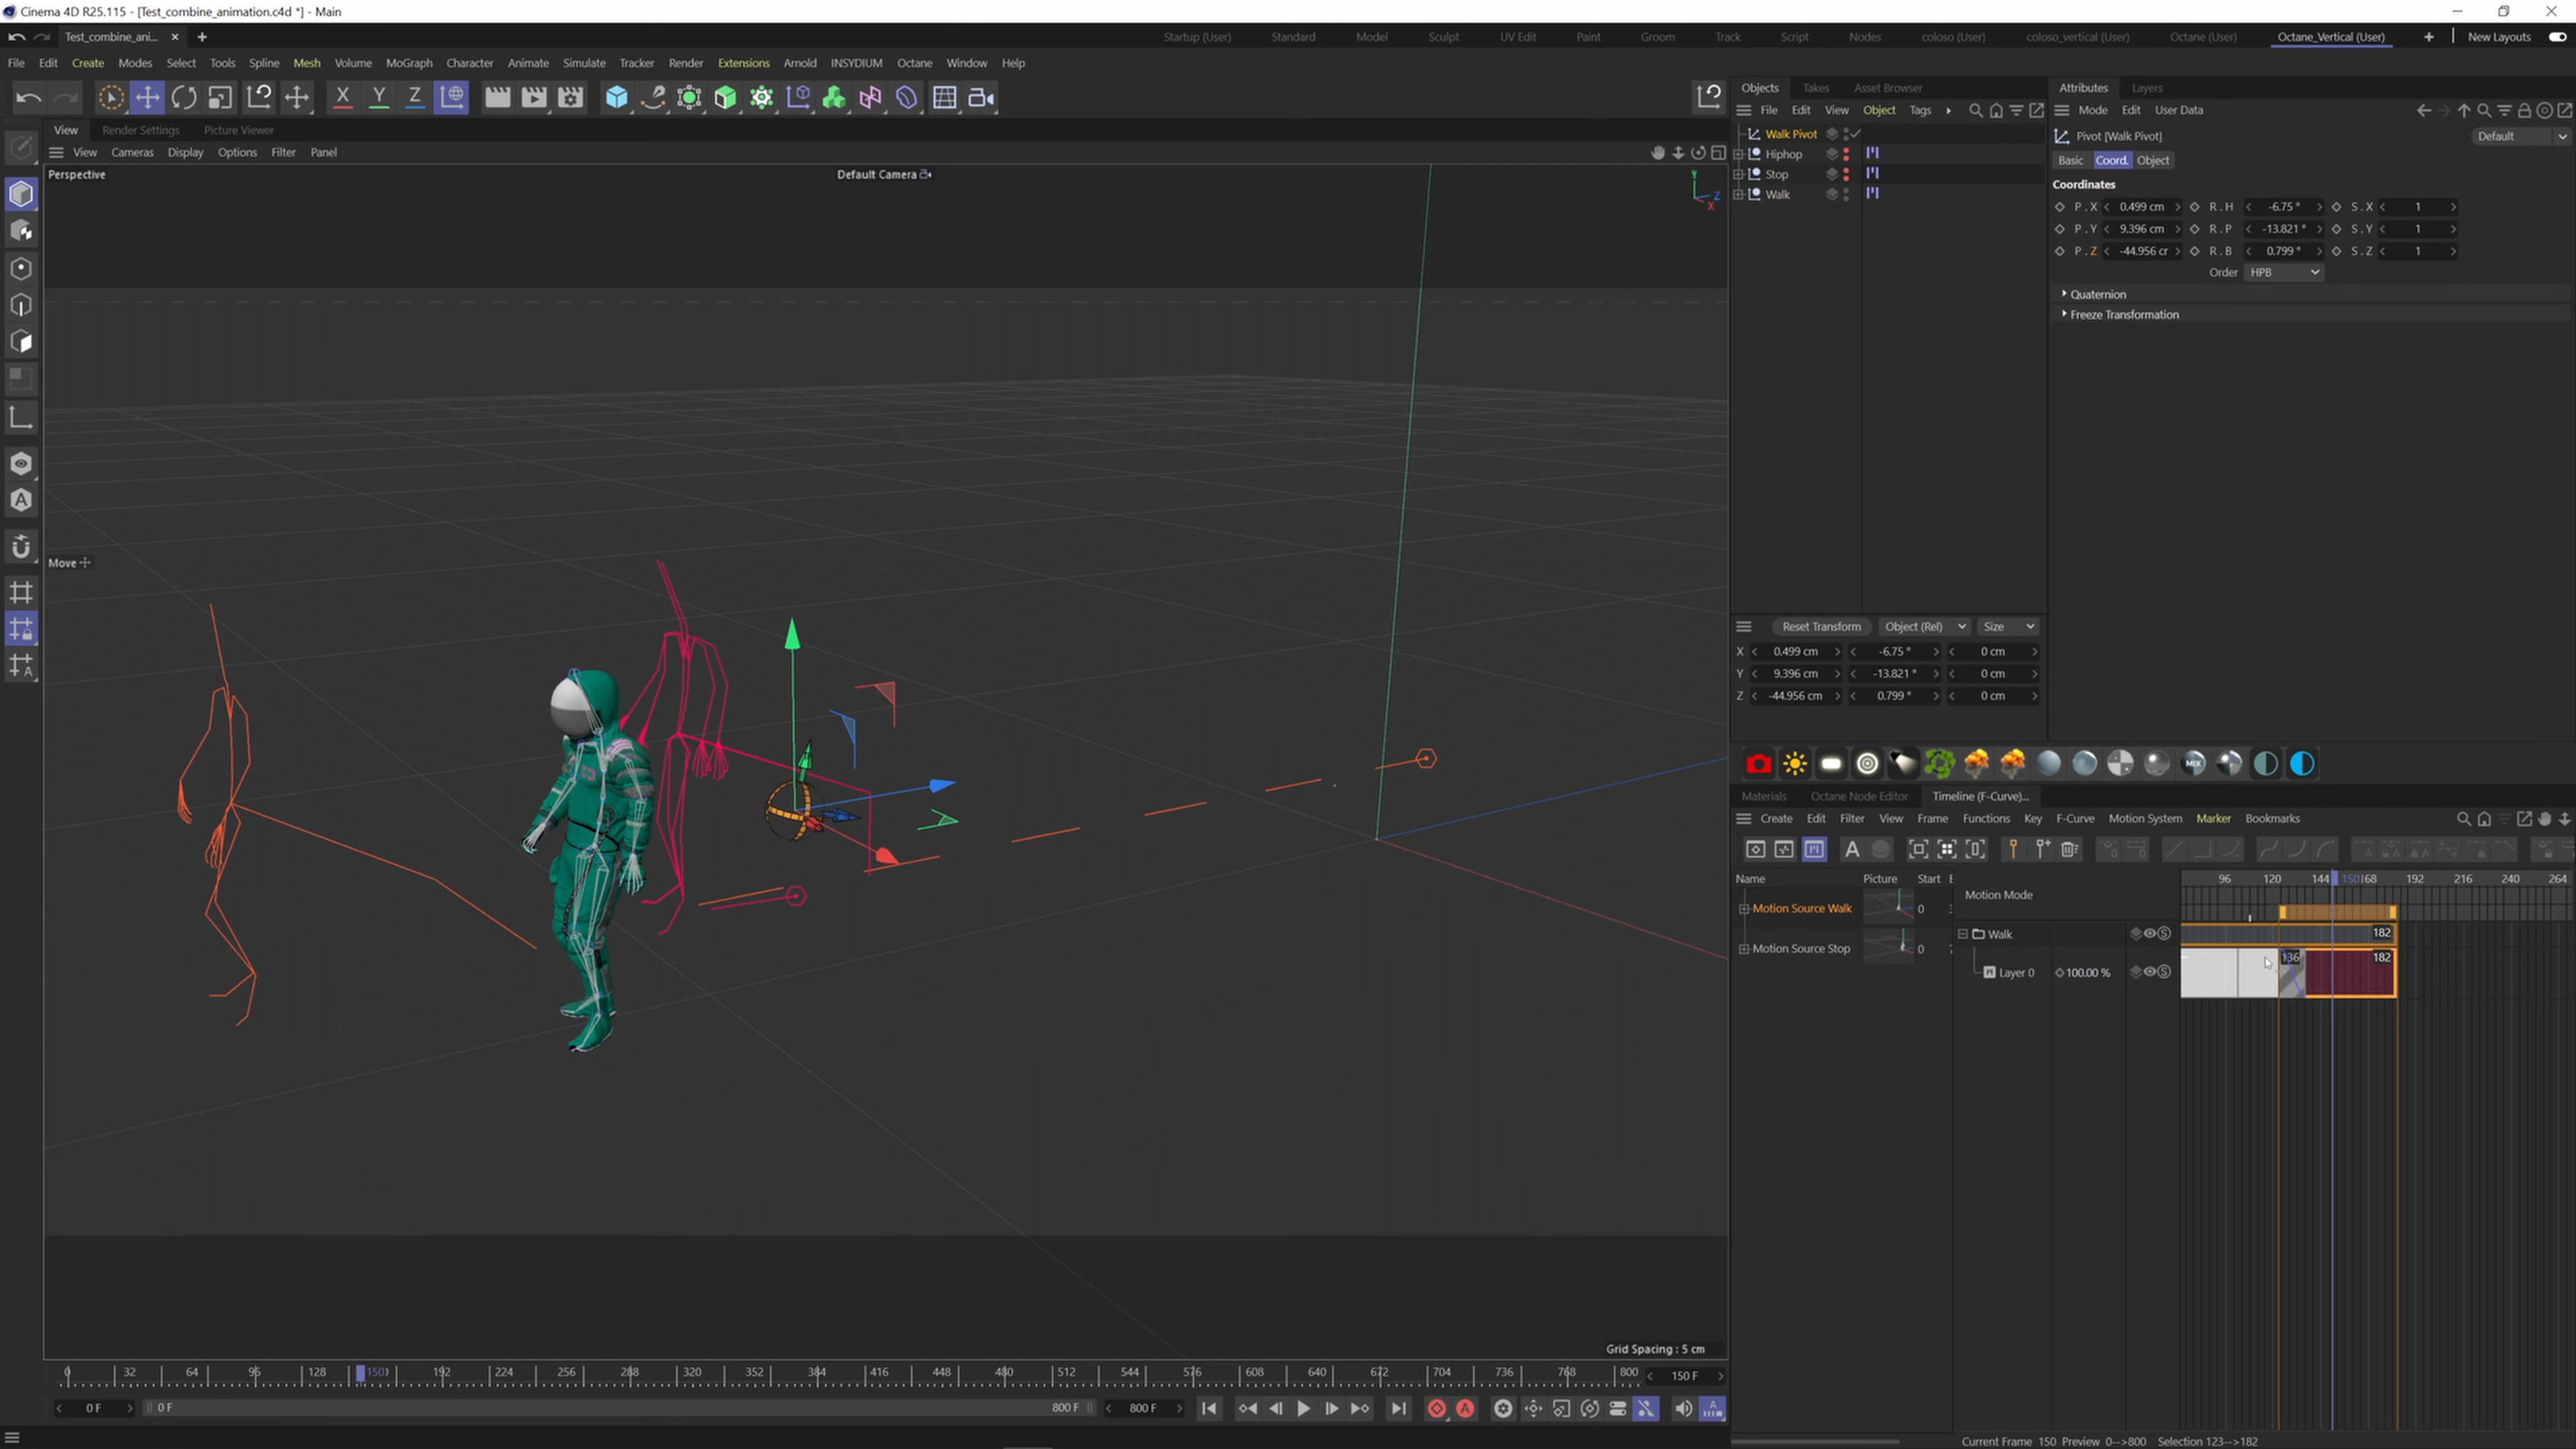 Cinema 4D R25.115 - [Test_combine_animation.c4d *] - Main
Test_combine_ani...
Startup (User) Standard Model Sculpt UV Edit Paint Groom Track Script Nodes coloso (User) coloso_vertical (User) Octane (User) Octane_Vertical (User) New Layouts
File Edit Create Modes Select Tools Spline Mesh Volume MoGraph Character Animate Simulate Tracker Render Extensions Arnold INSYDIUM Octane Window Help
X Y Z
View Render Settings Picture Viewer
View Cameras Display Options Filter Panel
Perspective
Default Camera
Y
Z
X
Move
Grid Spacing : 5 cm
Objects Takes Asset Browser
File Edit View Object Tags
Walk Pivot
Hiphop
Stop
Walk
Attributes Layers
Mode Edit User Data
Pivot [Walk Pivot]
Default
Basic Coord. Object
Coordinates
P . X 0.499 cm R . H -6.75 ° S . X 1
P . Y 9.396 cm R . P -13.821 ° S . Y 1
P . Z -44.956 cr R . B 0.799 ° S . Z 1
Order HPB
Quaternion
Freeze Transformation
Reset Transform Object (Rel) Size
X 0.499 cm -6.75 ° 0 cm
Y 9.396 cm -13.821 ° 0 cm
Z -44.956 cm 0.799 ° 0 cm
MIX
Materials Octane Node Editor Timeline (F-Curve)...
Create Edit Filter View Frame Functions Key F-Curve Motion System Marker Bookmarks
A
Name Picture Start
96 120 144 150 168 192 216 240 264
Motion Mode
Motion Source Walk 0
Walk 182
Motion Source Stop 0
Layer 0 100.00 % 136 182
0 32 64 96 128 150 192 224 256 288 320 352 384 416 448 480 512 544 576 608 640 672 704 736 768 800 150 F
0 F 0 F 800 F 800 F
Current Frame 150 Preview 0-->800 Selection 123-->182